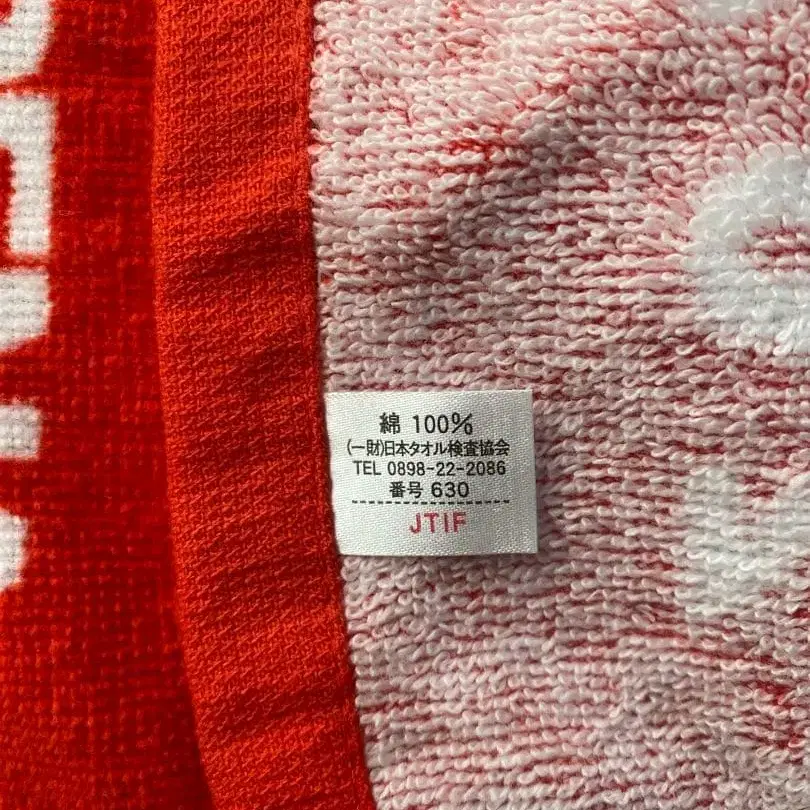 綿 100%
(一財)日本タオル検査協会
TEL 0898-22-2086
番号 630
JTIF